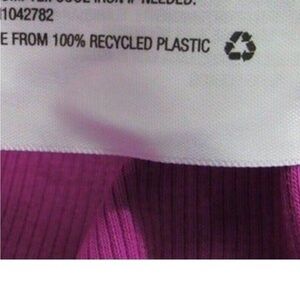 COOL IRON IF NEEDED.
1042782
E FROM 100% RECYCLED PLASTIC